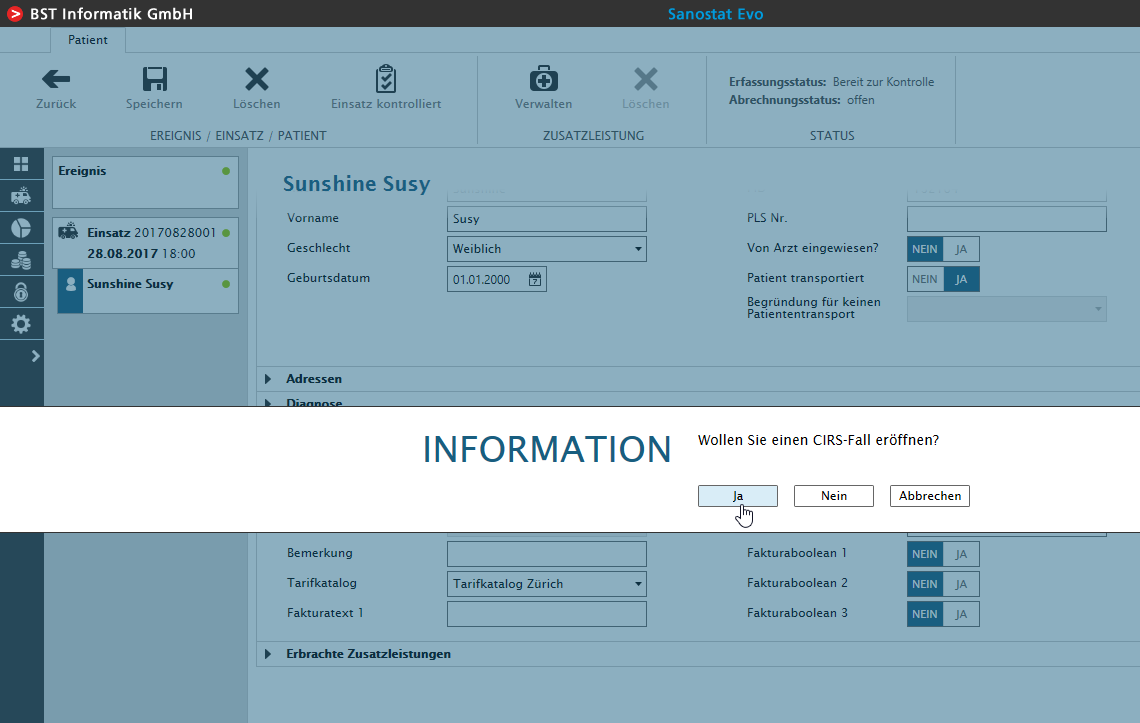 BST Informatik GmbH
Sanostat Evo
Patient
Zurück
Speichern
Löschen
Einsatz kontrolliert
EREIGNIS / EINSATZ / PATIENT
Verwalten
Löschen
ZUSATZLEISTUNG
Erfassungsstatus: Bereit zur Kontrolle
Abrechnungsstatus: offen
STATUS
Ereignis
Einsatz 20170828001
28.08.2017 18:00
Sunshine Susy
Sunshine Susy
Vorname
Susy
Geschlecht
Weiblich
Geburtsdatum
01.01.2000
7
PLS Nr.
Von Arzt eingewiesen?
NEIN JA
Patient transportiert
NEIN JA
Begründung für keinen
Patiententransport
Adressen
Diagnose
INFORMATION
Wollen Sie einen CIRS-Fall eröffnen?
Ja
Nein
Abbrechen
Bemerkung
Tarifkatalog
Tarifkatalog Zürich
Fakturatext 1
Fakturaboolean 1
NEIN JA
Fakturaboolean 2
NEIN JA
Fakturaboolean 3
NEIN JA
Erbrachte Zusatzleistungen